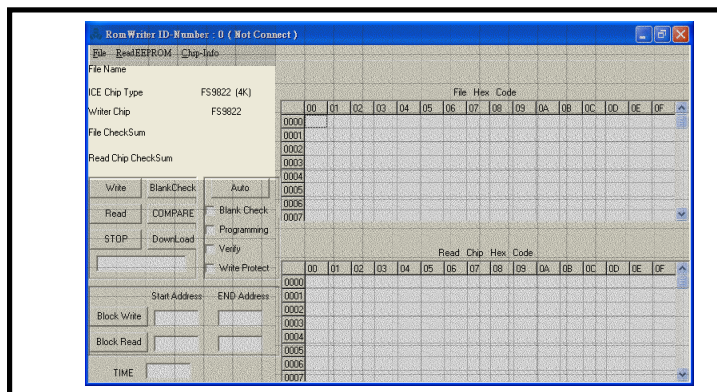 RomWriter ID-Number : 0 ( Not Connect )
File ReadEEPROM Chip-Info
File Name
ICE Chip Type FS9822 (4K)
Writer Chip FS9822
File CheckSum
Read Chip CheckSum
Write BlankCheck Auto
Read COMPARE Blank Check
Programming
STOP DownLoad Verify
Write Protect
Start Address END Address
Block Write
Block Read
TIME
File Hex Code
00 01 02 03 04 05 06 07 08 09 0A 0B 0C 0D 0E 0F
0000
0001
0002
0003
0004
0005
0006
0007
Read Chip Hex Code
00 01 02 03 04 05 06 07 08 09 0A 0B 0C 0D 0E 0F
0000
0001
0002
0003
0004
0005
0006
0007